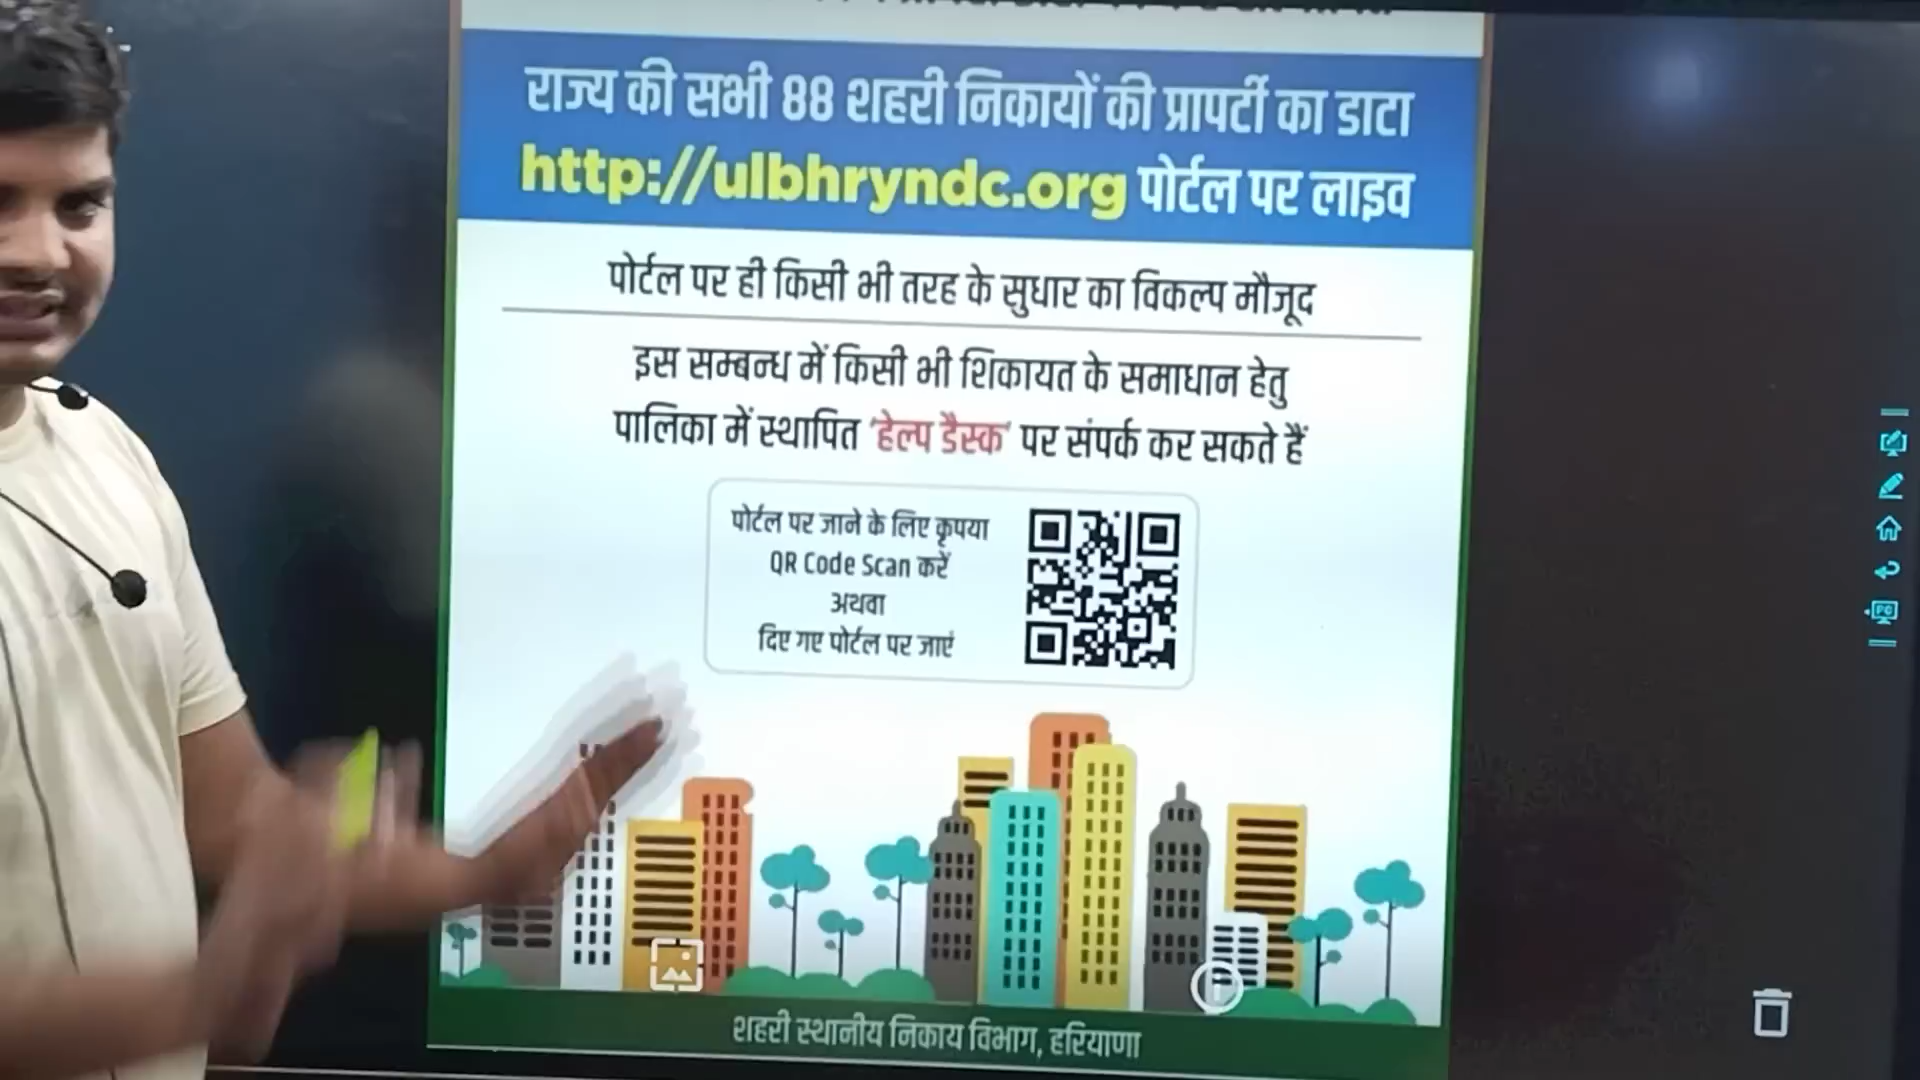 राज्य की सभी 88 शहरी निकायों की प्रापर्टी का डाटा
http://ulbhryndc.org पोर्टल पर लाइव
पोर्टल पर ही किसी भी तरह के सुधार का विकल्प मौजूद
इस सम्बन्ध में किसी भी शिकायत के समाधान हेतु
पालिका में स्थापित 'हेल्प डैस्क' पर संपर्क कर सकते हैं
पोर्टल पर जाने के लिए कृपया
QR Code Scan करें
अथवा
दिए गए पोर्टल पर जाएं
शहरी स्थानीय निकाय विभाग, हरियाणा
PC